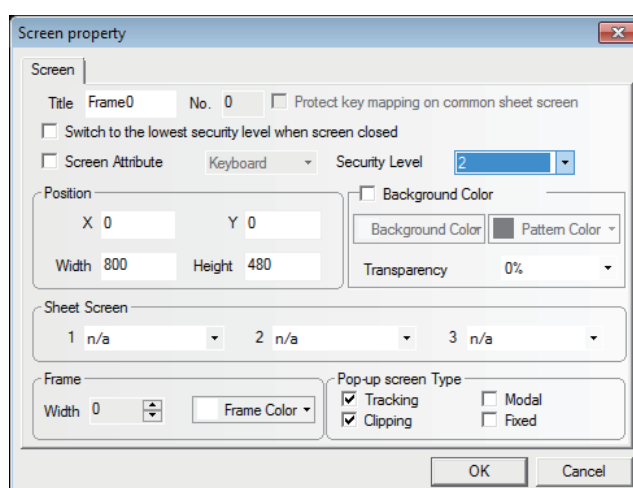 Screen property
Screen
Title Frame0 No. 0 Protect key mapping on common sheet screen
Switch to the lowest security level when screen closed
Screen Attribute Keyboard Security Level 2
Position Background Color
X 0 Y 0 Background Color Pattern Color
Width 800 Height 480 Transparency 0%
Sheet Screen
1 n/a 2 n/a 3 n/a
Frame Pop-up screen Type
Width 0 Frame Color Tracking Modal
Clipping Fixed
OK Cancel